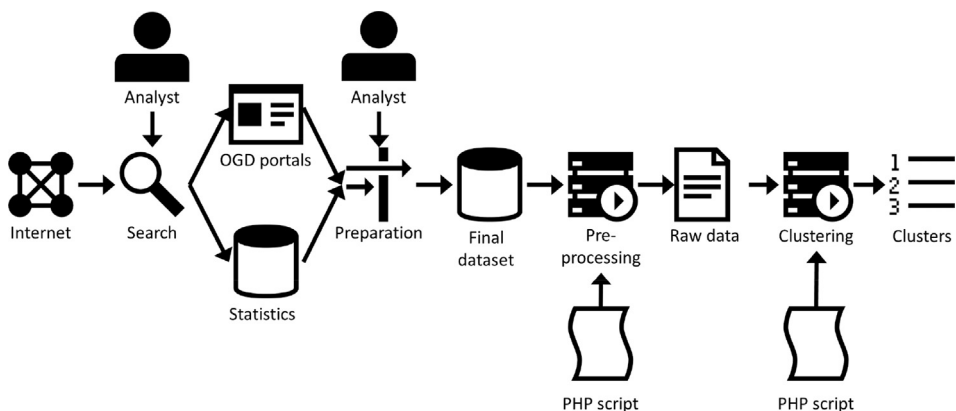 Analyst
Analyst
OGD portals
Internet
Search
Preparation
Final
dataset
Pre-
processing
Raw data
Clustering
1
2
3
Clusters
Statistics
PHP script
PHP script